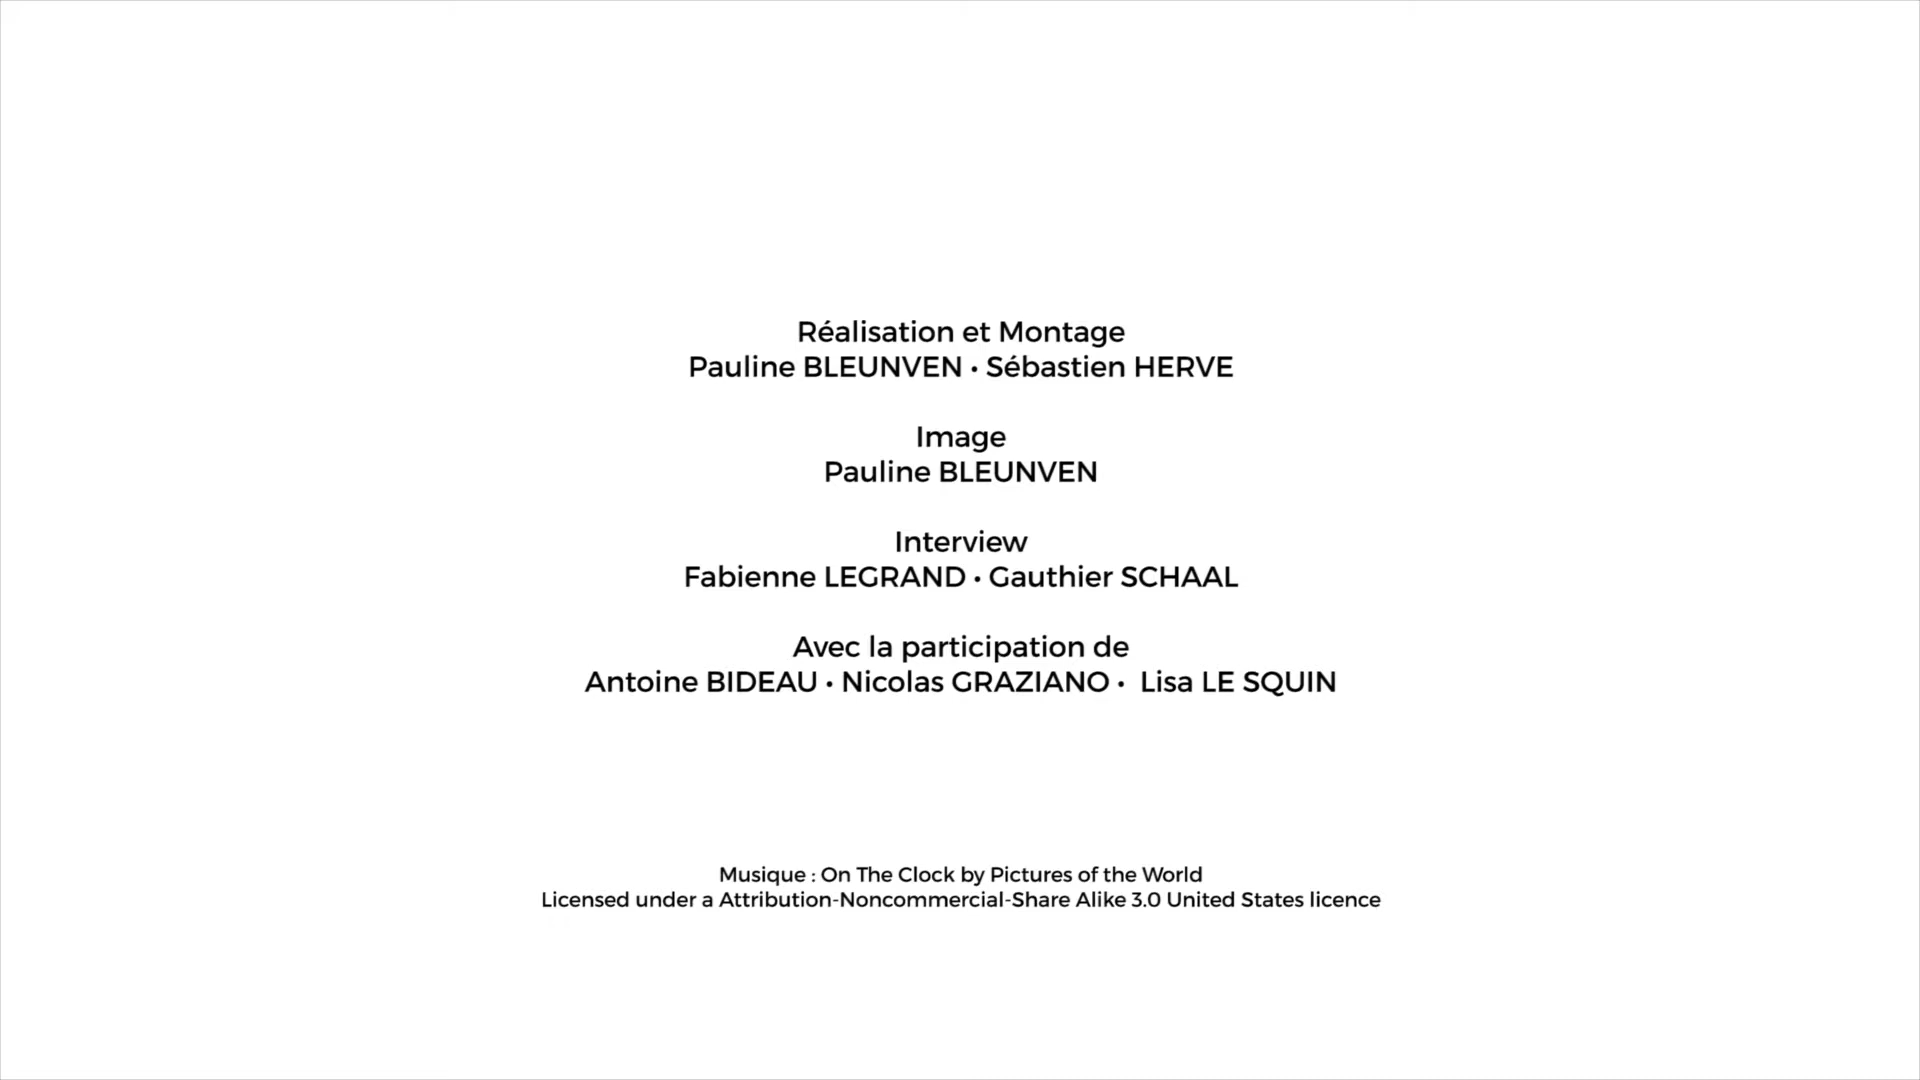 Réalisation et Montage
Pauline BLEUNVEN • Sébastien HERVE
Image
Pauline BLEUNVEN
Interview
Fabienne LEGRAND • Gauthier SCHAAL
Avec la participation de
Antoine BIDEAU • Nicolas GRAZIANO • Lisa LE SQUIN
Musique : On The Clock by Pictures of the World
Licensed under a Attribution-Noncommercial-Share Alike 3.0 United States licence